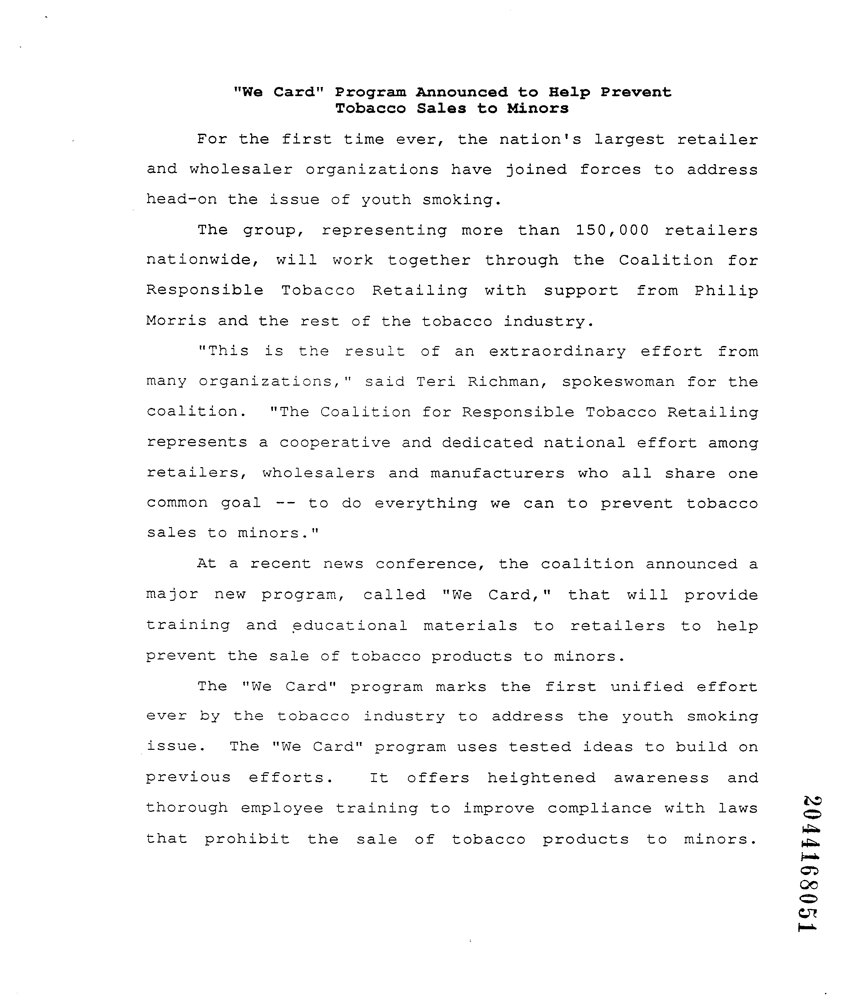 "We Card" Program Announced to Help Prevent
Tobacco Sales to Minors
For the first time ever, the nation's largest retailer
and wholesaler organizations have joined forces to address
head-on the issue of youth smoking.
The group, representing more than 150,000 retailers
nationwide, will work together through the Coalition for
Responsible Tobacco Retailing with support from Philip
Morris and the rest of the tobacco industry.
"This is the result of an extraordinary effort from
many organizations," said Teri Richman, spokeswoman for the
coalition. "The Coalition for Responsible Tobacco Retailing
represents a cooperative and dedicated national effort among
retailers, wholesalers and manufacturers who all share one
common goal -- to do everything we can to prevent tobacco
sales to minors."
At a recent news conference, the coalition announced a
major new program, called "We Card," that will provide
training and educational materials to retailers to help
prevent the sale of tobacco products to minors.
The "We Card" program marks the first unified effort
ever by the tobacco industry to address the youth smoking
issue. The "We Card" program uses tested ideas to build on
previous efforts. It offers heightened awareness and
thorough employee training to improve compliance with laws
that prohibit the sale of tobacco products to minors.
2044168051